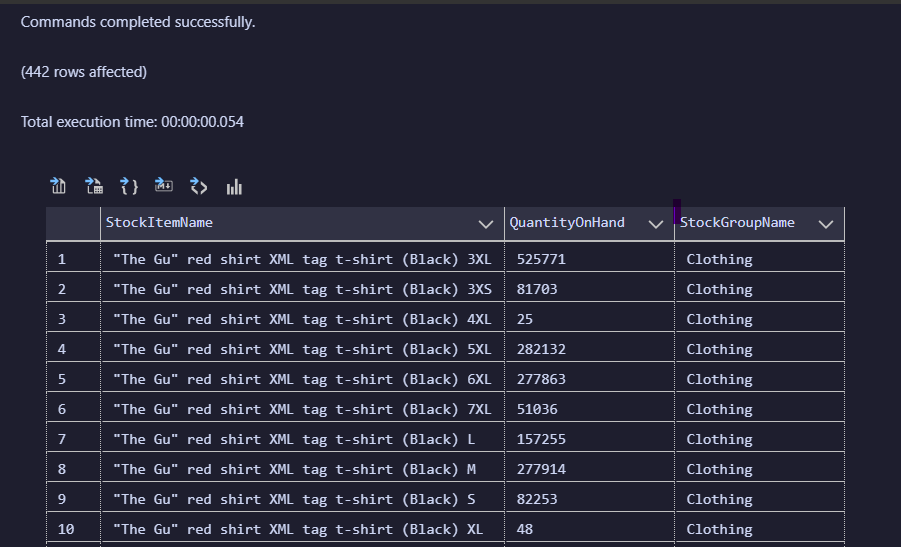 Commands completed successfully.
(442 rows affected)
Total execution time: 00:00:00.054
StockItemName QuantityOnHand StockGroupName
1 "The Gu" red shirt XML tag t-shirt (Black) 3XL 525771 Clothing
2 "The Gu" red shirt XML tag t-shirt (Black) 3XS 81703 Clothing
3 "The Gu" red shirt XML tag t-shirt (Black) 4XL 25 Clothing
4 "The Gu" red shirt XML tag t-shirt (Black) 5XL 282132 Clothing
5 "The Gu" red shirt XML tag t-shirt (Black) 6XL 277863 Clothing
6 "The Gu" red shirt XML tag t-shirt (Black) 7XL 51036 Clothing
7 "The Gu" red shirt XML tag t-shirt (Black) L 157255 Clothing
8 "The Gu" red shirt XML tag t-shirt (Black) M 277914 Clothing
9 "The Gu" red shirt XML tag t-shirt (Black) S 82253 Clothing
10 "The Gu" red shirt XML tag t-shirt (Black) XL 48 Clothing